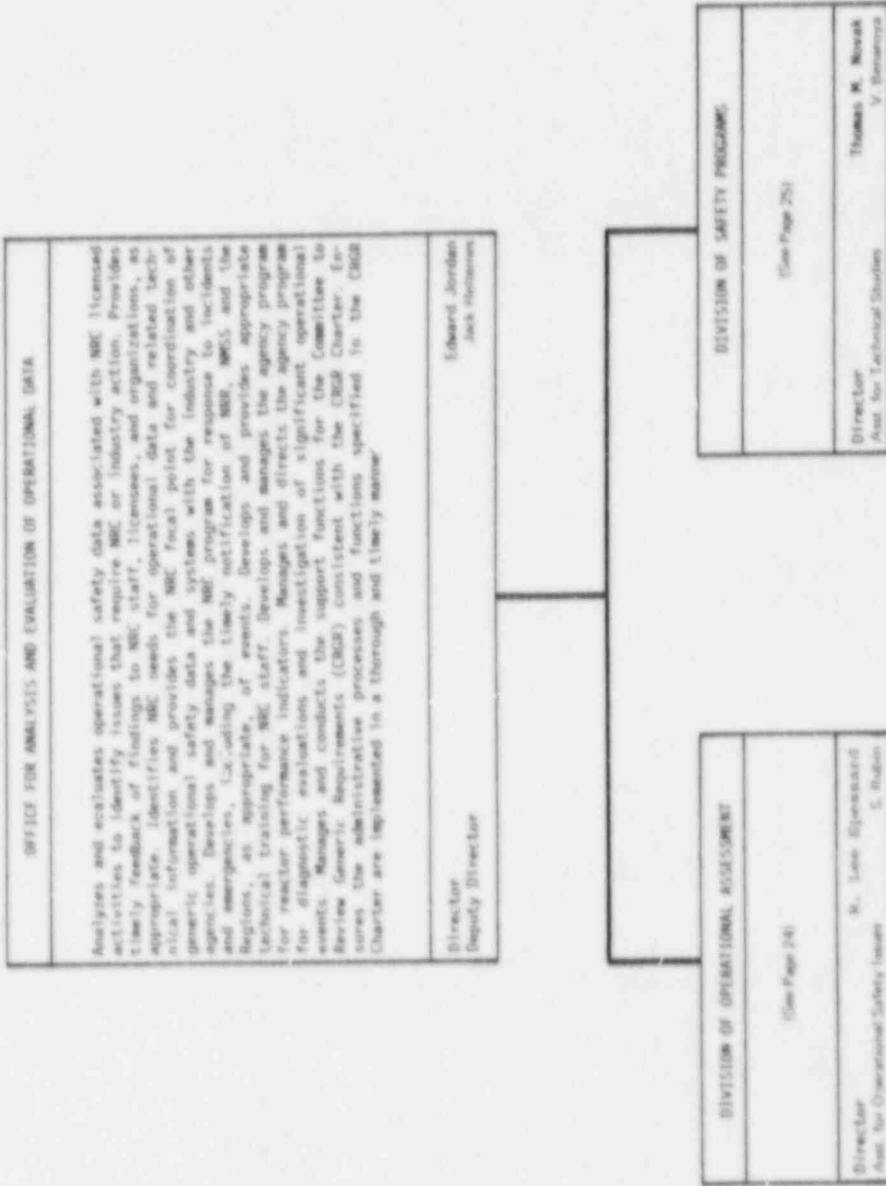 OFFICE FOR ANALYSIS AND EVALUATION OF OPERATIONAL DATA
Analyzes and evaluates operational safety data associated with NRC licensed
activities to identify issues that require NRC or industry action. Provides
timely feedback of findings to NRC staff, licensees, and organizations, as
appropriate. Identifies NRC needs for operational data and related tech-
nical information and provides the NRC focal point for coordination of
generic operational safety data and systems with the industry and other
agencies. Develops and manages the NRC program for response to incidents
and emergencies, including the timely notification of NRR, NMSS and the
Regions, as appropriate, of events. Develops and provides appropriate
technical training for NRC staff. Develops and manages the agency program
for reactor performance indicators. Manages and directs the agency program
for diagnostic evaluations and investigation of significant operational
events. Manages and conducts the support functions for the Committee to
Review Generic Requirements (CRGR) consistent with the CRGR Charter. En-
sures the administrative processes and functions specified in the CRGR
Charter are implemented in a thorough and timely manner
Director Edward Jordan
Deputy Director Jack
DIVISION OF OPERATIONAL ASSESSMENT
(See Page 24)
Director R. Lee
Asst. for Operational Safety Issues S. Rubin
DIVISION OF SAFETY PROGRAMS
(See Page 25)
Director Thomas M. Novak
Asst. for Technical Studies V. Benaroya